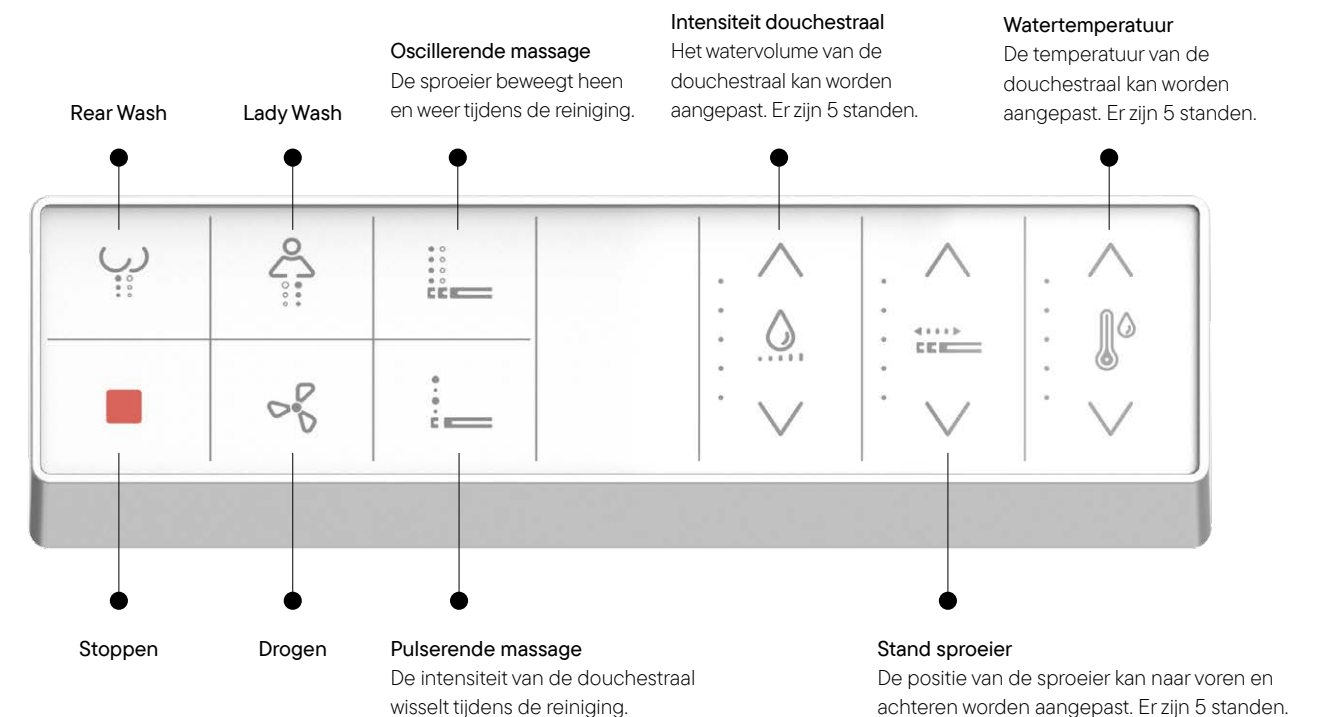 Rear Wash
Lady Wash
Oscillerende massage
De sproeier beweegt heen
en weer tijdens de reiniging.
Intensiteit douchestraal
Het watervolume van de
douchestraal kan worden
aangepast. Er zijn 5 standen.
Watertemperatuur
De temperatuur van de
douchestraal kan worden
aangepast. Er zijn 5 standen.
Stoppen
Drogen
Pulserende massage
De intensiteit van de douchestraal
wisselt tijdens de reiniging.
Stand sproeier
De positie van de sproeier kan naar voren en
achteren worden aangepast. Er zijn 5 standen.